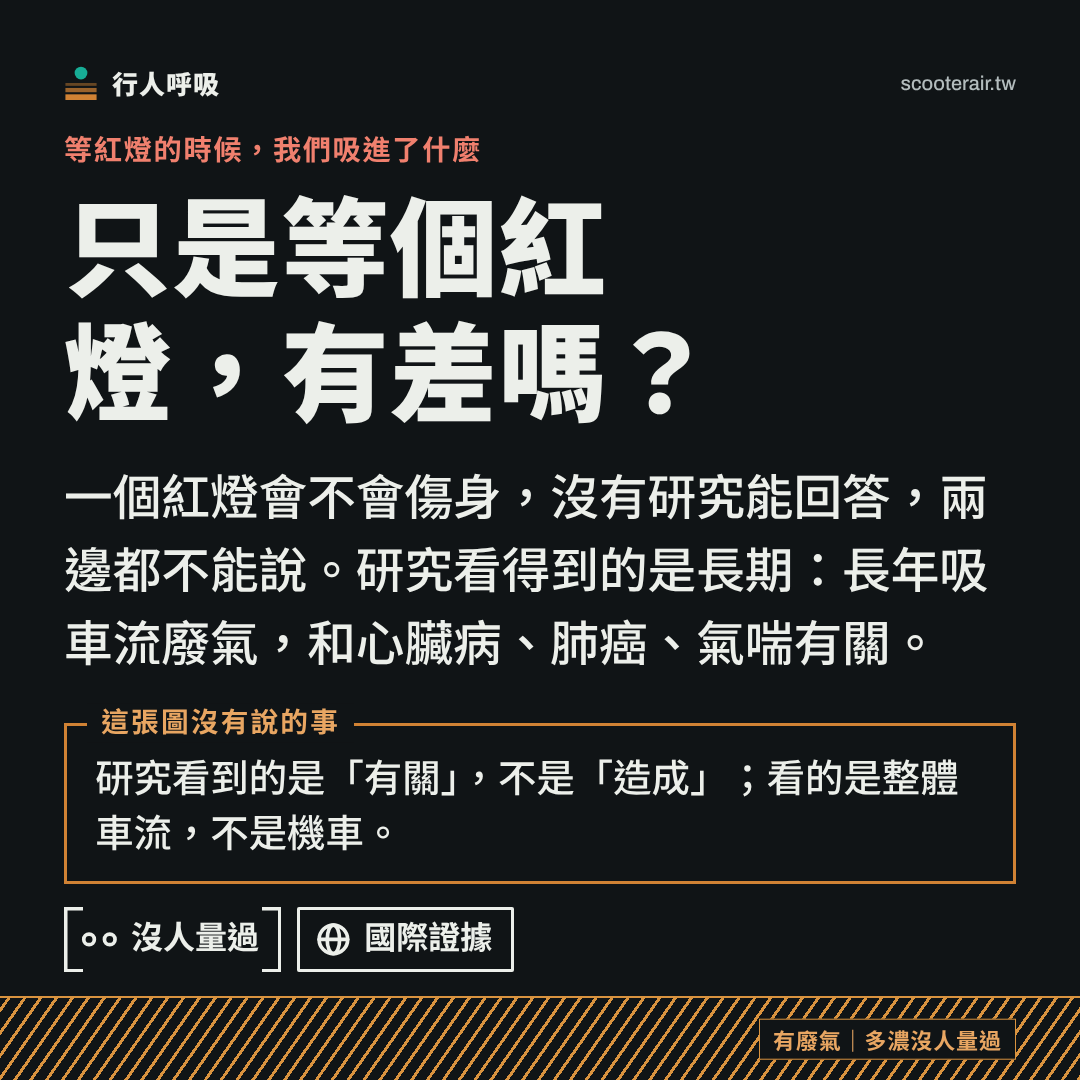 行人呼吸
scooterair.tw
等紅燈的時候，我們吸進了什麼
只是等個紅
燈，有差嗎？
一個紅燈會不會傷身，沒有研究能回答，兩
邊都不能說。研究看得到的是長期：長年吸
車流廢氣，和心臟病、肺癌、氣喘有關。
這張圖沒有說的事
研究看到的是「有關」，不是「造成」；看的是整體
車流，不是機車。
沒人量過
國際證據
有廢氣｜多濃沒人量過